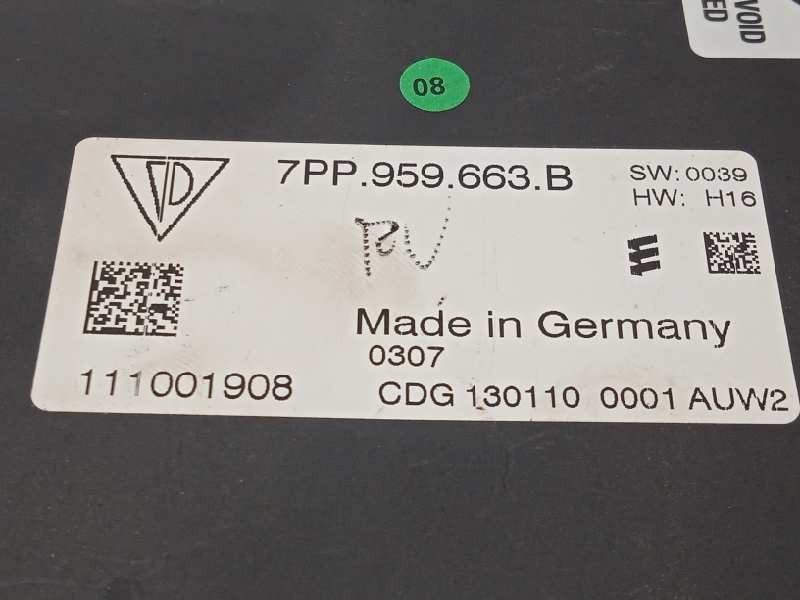 VOID
ED
08
7PP.959.663.B
SW: 0039
HW: H16
Made in Germany
0307
111001908
CDG 130110 0001 AUW2